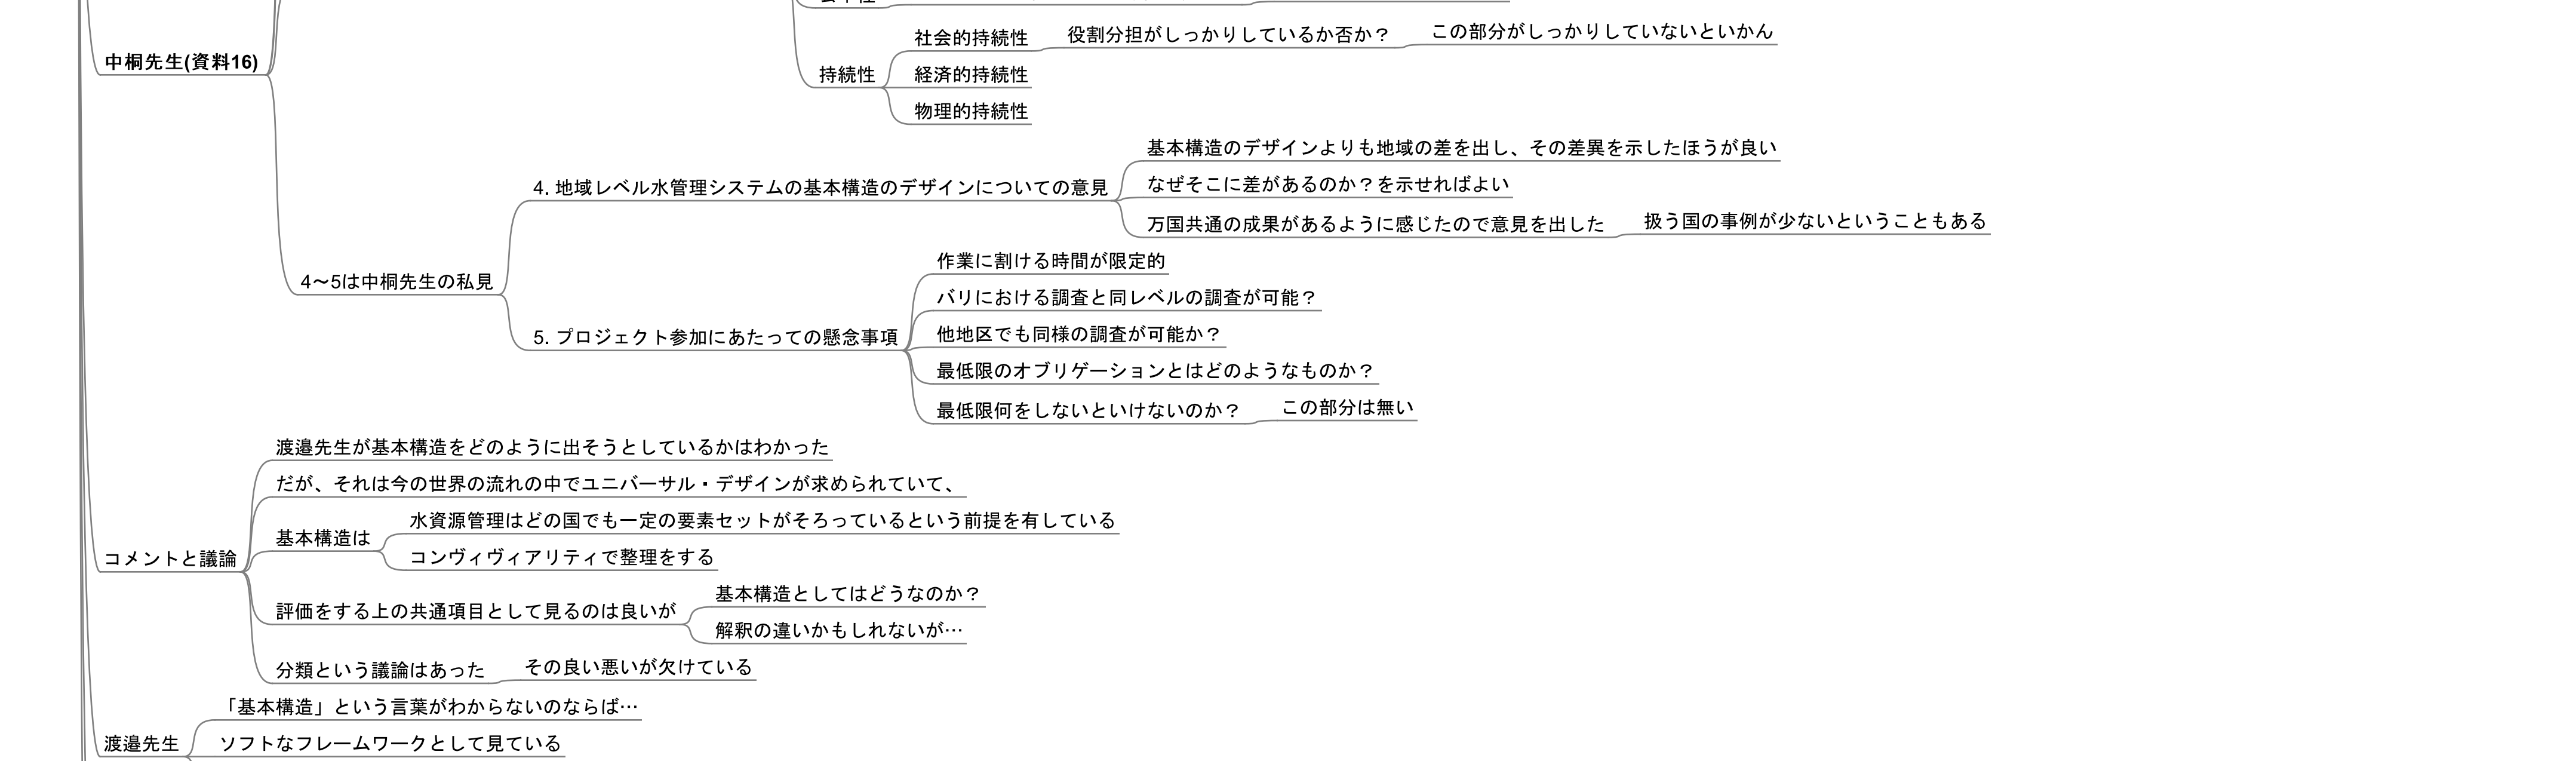 社会的持続性 役割分担がしっかりしているか否か？ この部分がしっかりしていないといかん
中桐先生(資料16)
持続性 経済的持続性
物理的持続性
基本構造のデザインよりも地域の差を出し、その差異を示したほうが良い
4. 地域レベル水管理システムの基本構造のデザインについての意見 なぜそこに差があるのか？を示せればよい
万国共通の成果があるように感じたので意見を出した 扱う国の事例が少ないということもある
作業に割ける時間が限定的
4〜5は中桐先生の私見
バリにおける調査と同レベルの調査が可能？
5. プロジェクト参加にあたっての懸念事項 他地区でも同様の調査が可能か？
最低限のオブリゲーションとはどのようなものか？
最低限何をしないといけないのか？ この部分は無い
渡邉先生が基本構造をどのように出そうとしているかはわかった
だが、それは今の世界の流れの中でユニバーサル・デザインが求められていて、
水資源管理はどの国でも一定の要素セットがそろっているという前提を有している
基本構造は
コメントと議論 コンヴィヴィアリティで整理をする
基本構造としてはどうなのか？
評価をする上の共通項目として見るのは良いが
解釈の違いかもしれないが…
分類という議論はあった その良い悪いが欠けている
「基本構造」という言葉がわからないのならば…
渡邉先生 ソフトなフレームワークとして見ている